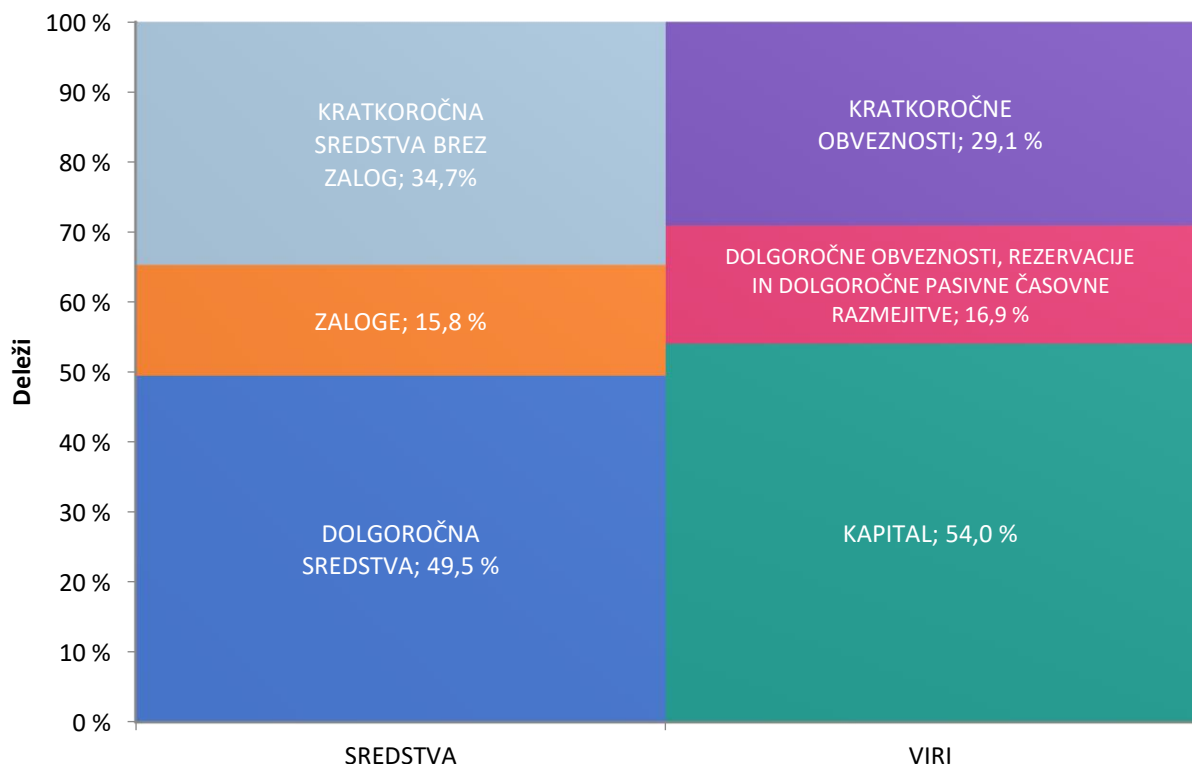 100 %
90 %
80 %
70 %
60 %
50 %
40 %
30 %
20 %
10 %
0 %
Deleži
KRATKOROČNA
SREDSTVA BREZ
ZALOG; 34,7%
ZALOGE; 15,8 %
DOLGOROČNA
SREDSTVA; 49,5 %
KRATKOROČNE
OBVEZNOSTI; 29,1 %
DOLGOROČNE OBVEZNOSTI, REZERVACIJE
IN DOLGOROČNE PASIVNE ČASOVNE
RAZMEJITVE; 16,9 %
KAPITAL; 54,0 %
SREDSTVA
VIRI